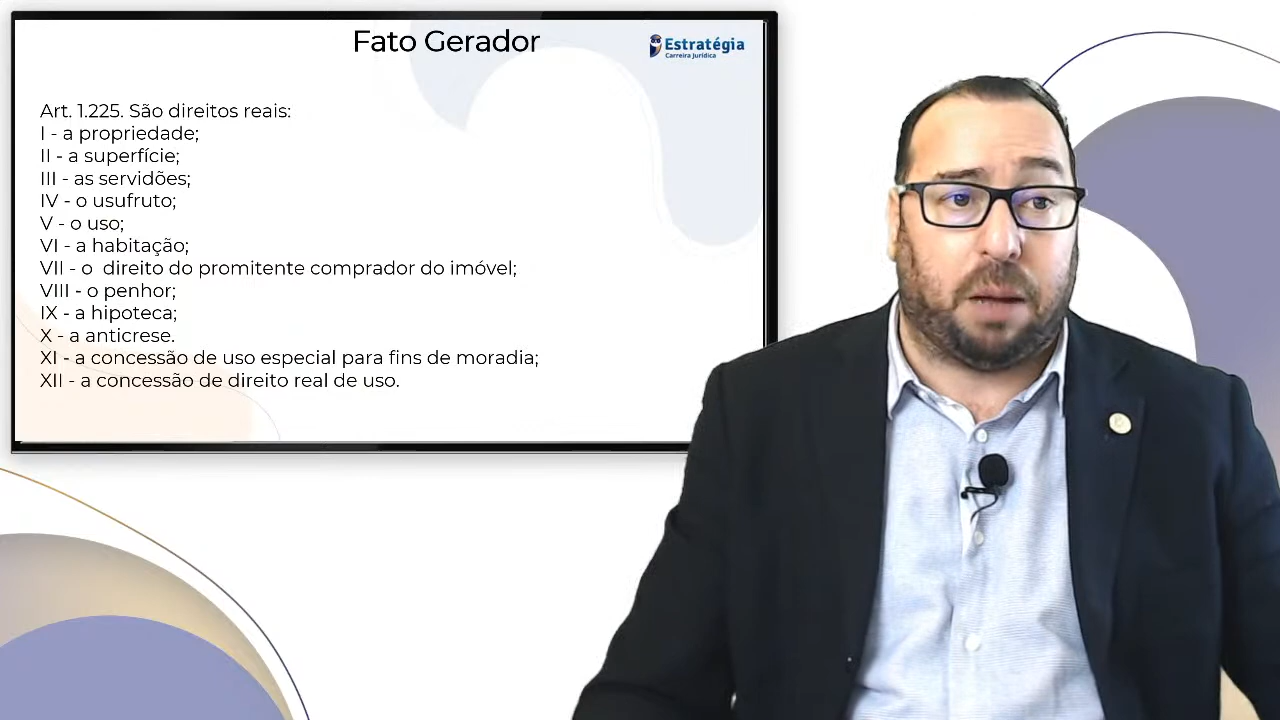 Fato Gerador
Estratégia
Carreira Jurídica
Art. 1.225. São direitos reais:
I - a propriedade;
II - a superfície;
III - as servidões;
IV - o usufruto;
V - o uso;
VI - a habitação;
VII - o  direito do promitente comprador do imóvel;
VIII - o penhor;
IX - a hipoteca;
X - a anticrese.
XI - a concessão de uso especial para fins de moradia;
XII - a concessão de direito real de uso.